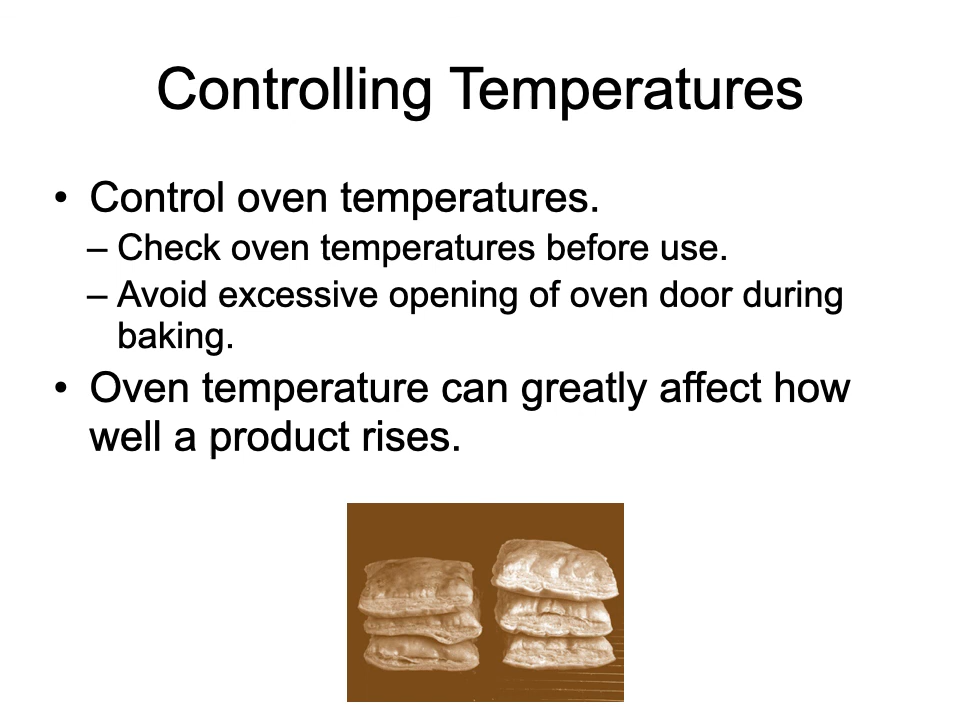 Controlling Temperatures
• Control oven temperatures.
– Check oven temperatures before use.
– Avoid excessive opening of oven door during
baking.
• Oven temperature can greatly affect how
well a product rises.